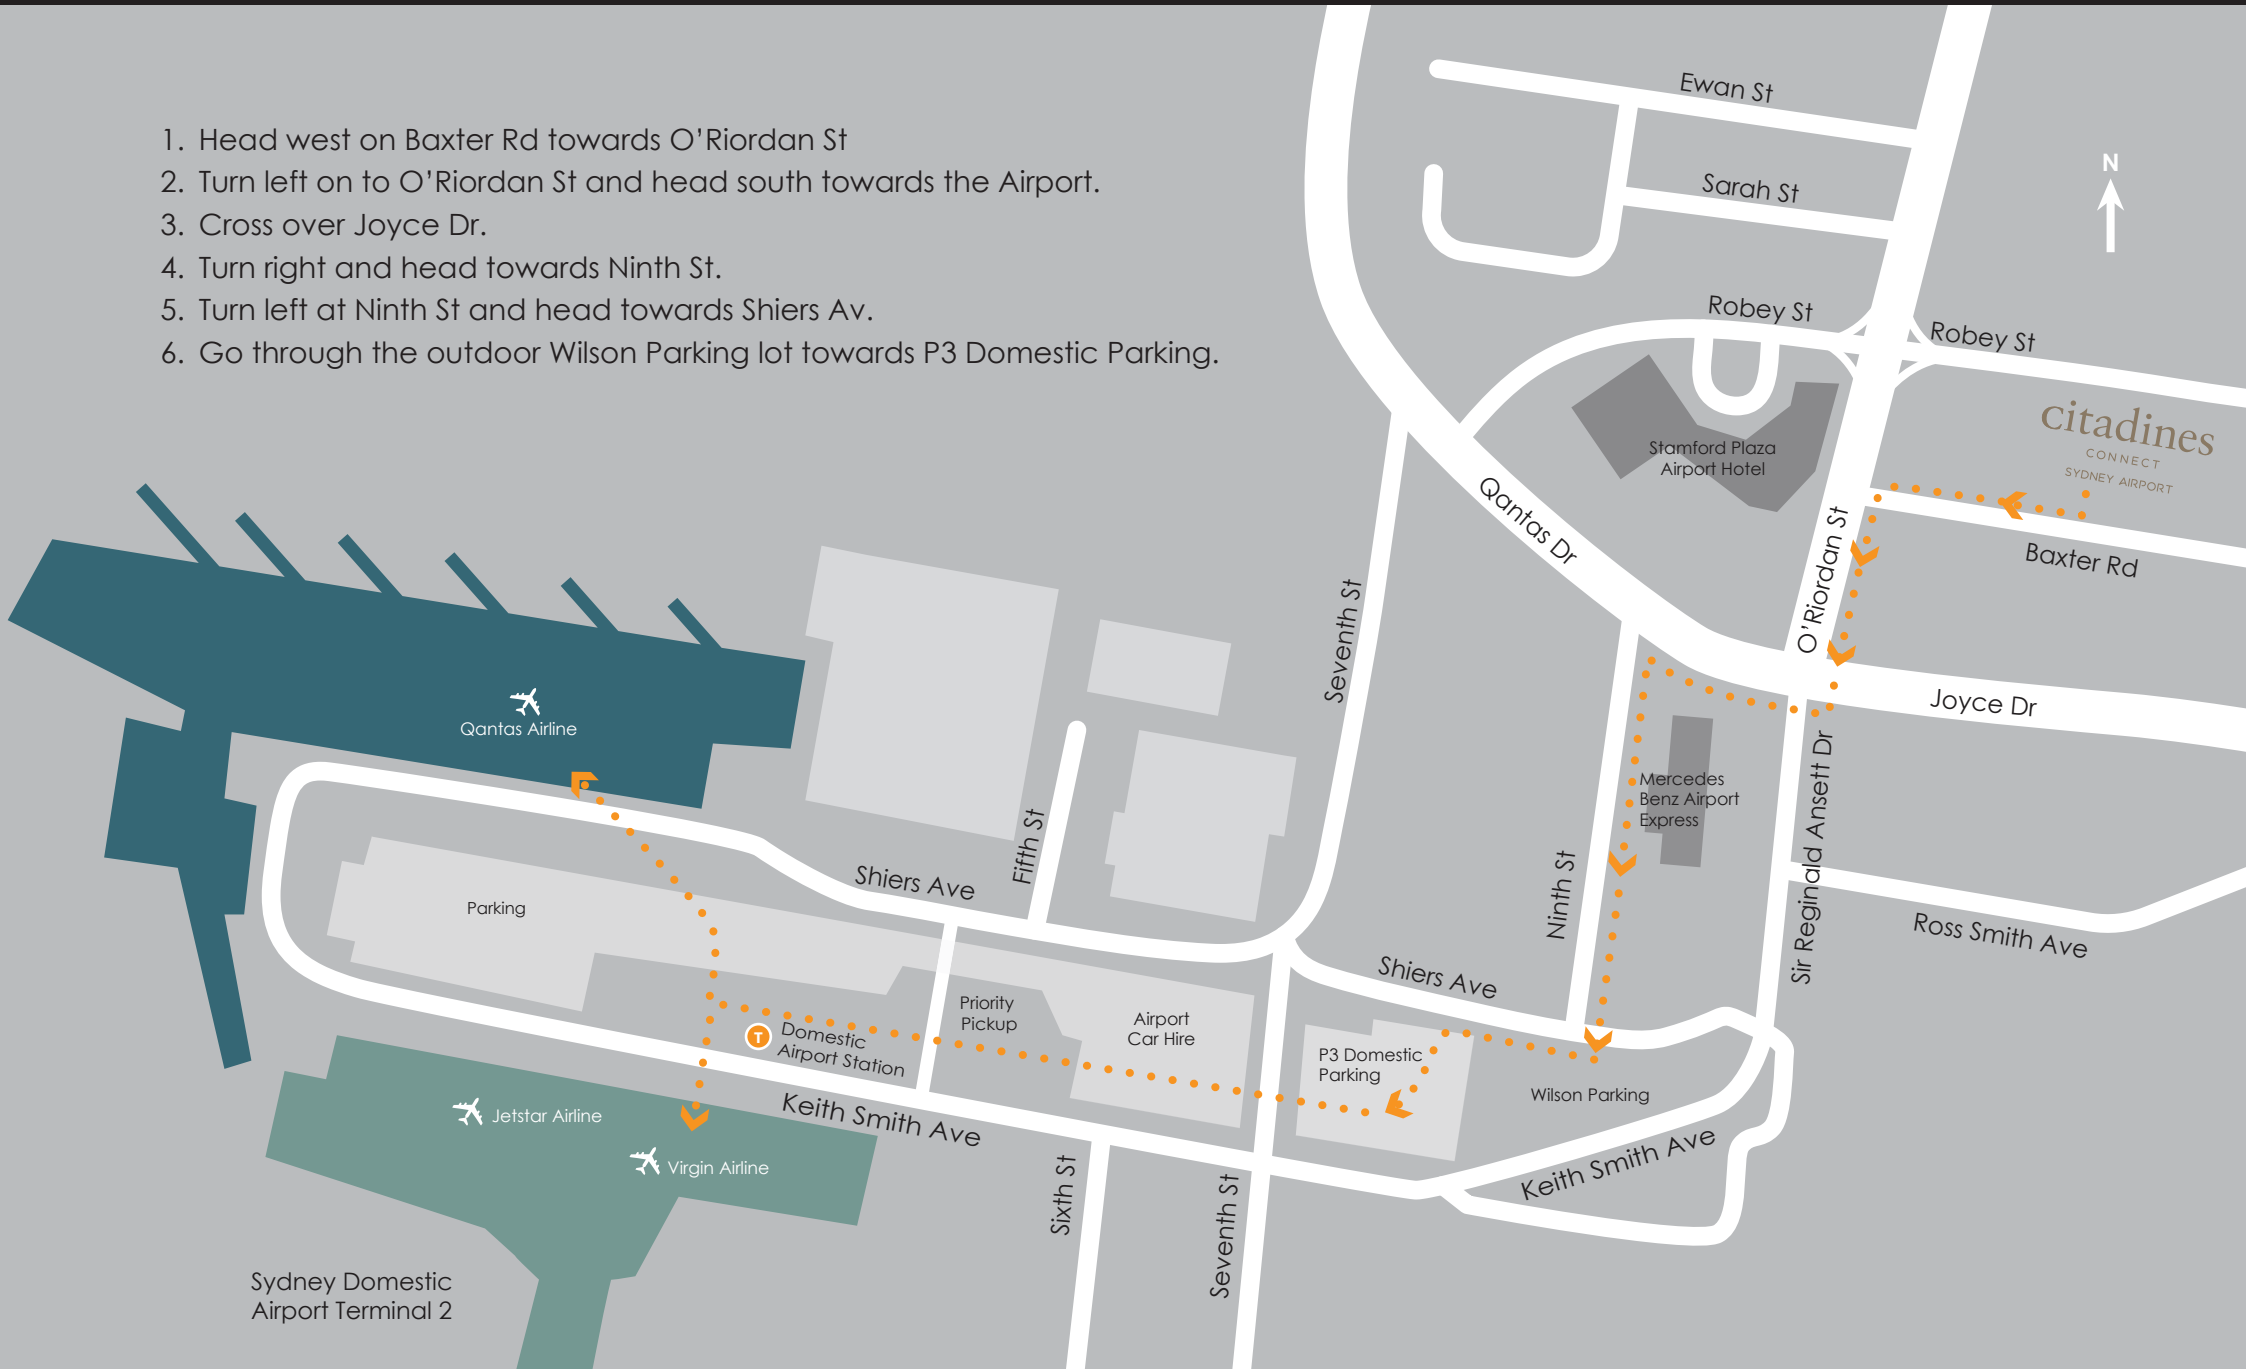 1. Head west on Baxter Rd towards O'Riordan St
2. Turn left on to O'Riordan St and head south towards the Airport.
3. Cross over Joyce Dr.
4. Turn right and head towards Ninth St.
5. Turn left at Ninth St and head towards Shiers Av.
6. Go through the outdoor Wilson Parking lot towards P3 Domestic Parking.
Ewan St
N
Sarah St
Robey St
Robey St
citadines
CONNECT
SYDNEY AIRPORT
Stamford Plaza
Airport Hotel
Qantas Dr
O'Riordan St
Baxter Rd
Seventh St
Joyce Dr
Qantas Airline
Mercedes
Benz Airport
Express
Sir Reginald Ansett Dr
Fifth St
Shiers Ave
Ninth St
Parking
Ross Smith Ave
Shiers Ave
Priority
Pickup
Airport
Car Hire
T
Domestic
Airport Station
P3 Domestic
Parking
Wilson Parking
Keith Smith Ave
Keith Smith Ave
Jetstar Airline
Virgin Airline
Sixth St
Seventh St
Sydney Domestic
Airport Terminal 2